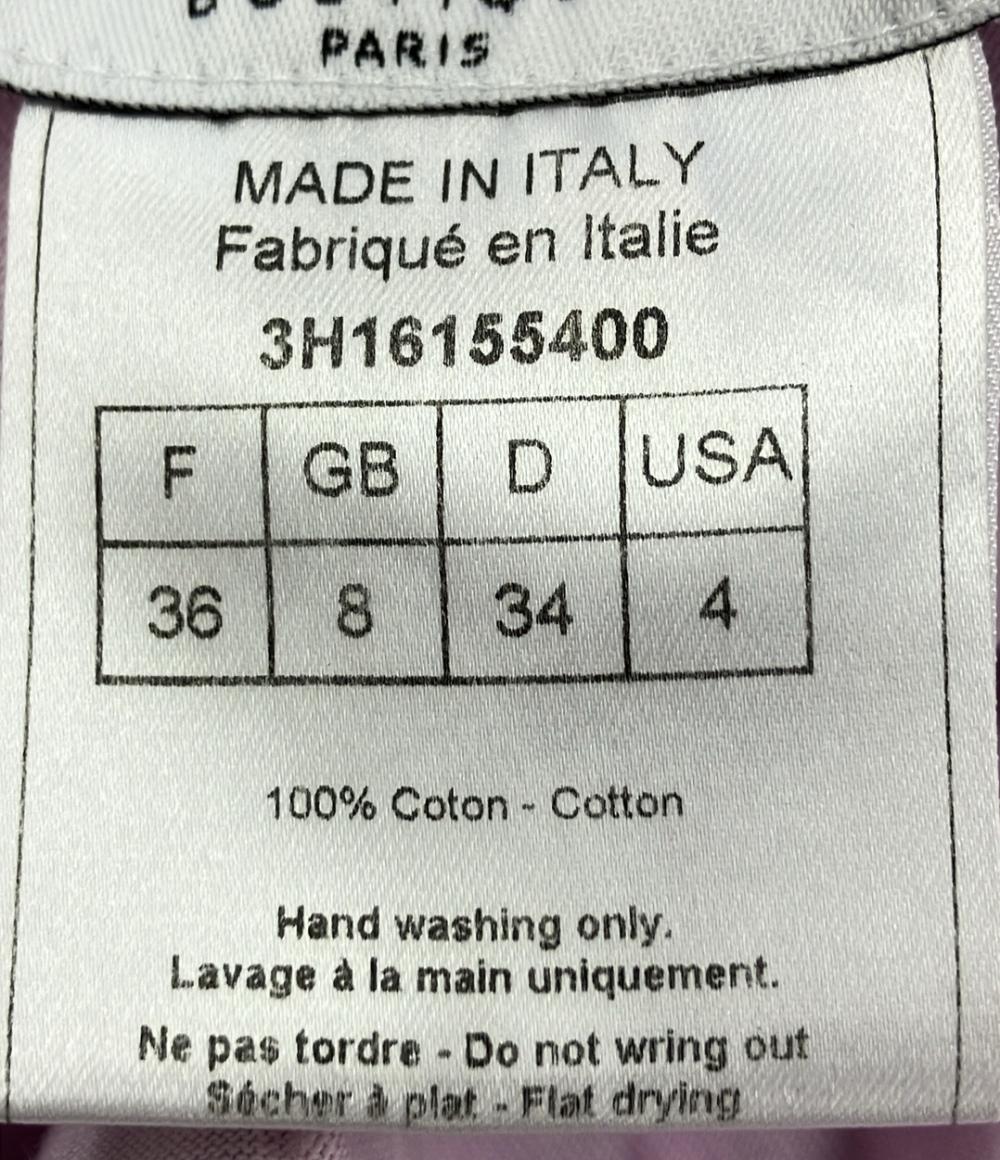 PARIS
MADE IN ITALY
Fabriqué en Italie
3H16155400
F GB D USA
36 8 34 4
100% Coton - Cotton
Hand washing only.
Lavage à la main uniquement.
Ne pas tordre - Do not wring out
Sécher à plat - Flat drying